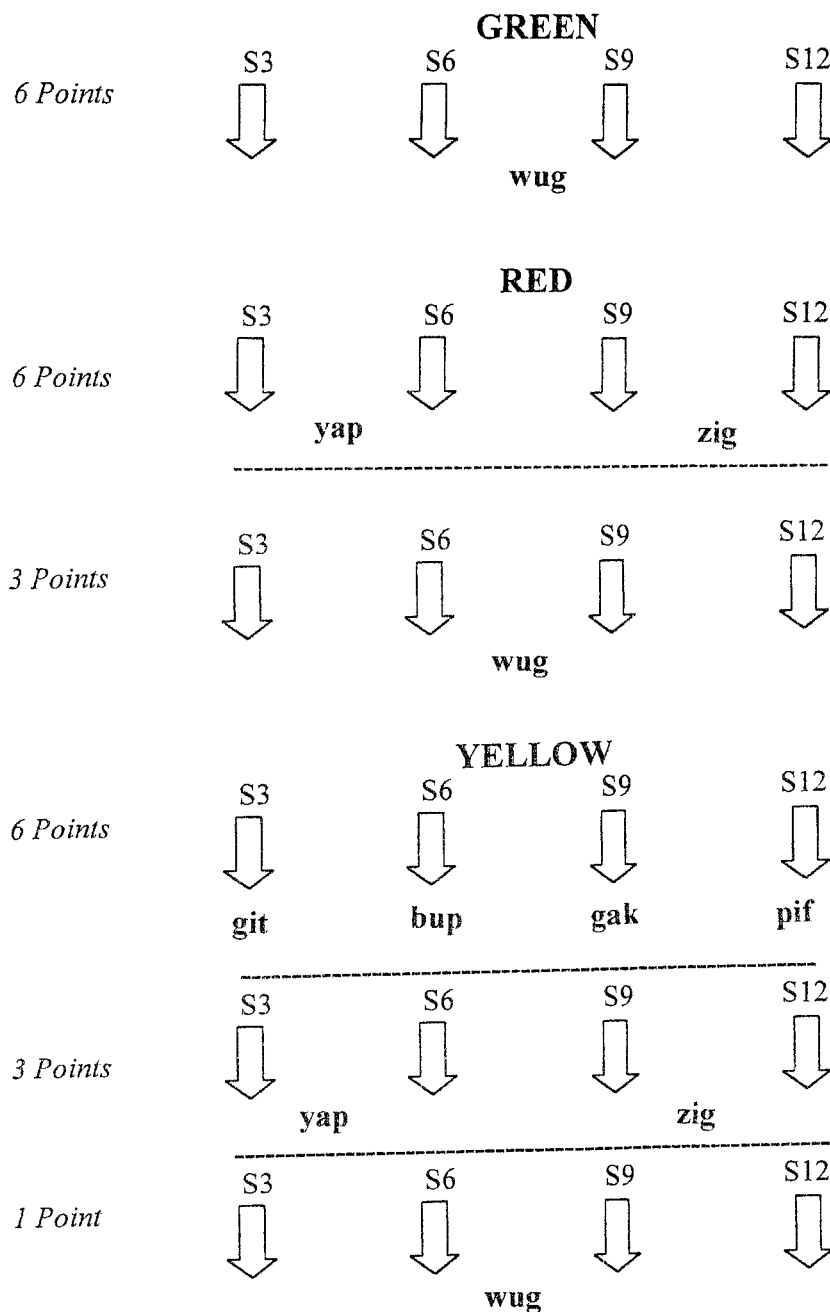 GREEN
S3 S6 S9 S12
6 Points
wug
RED
S3 S6 S9 S12
6 Points
yap zig
S3 S6 S9 S12
3 Points
wug
YELLOW
S3 S6 S9 S12
6 Points
git bup gak pif
S3 S6 S9 S12
3 Points
yap zig
S3 S6 S9 S12
1 Point
wug